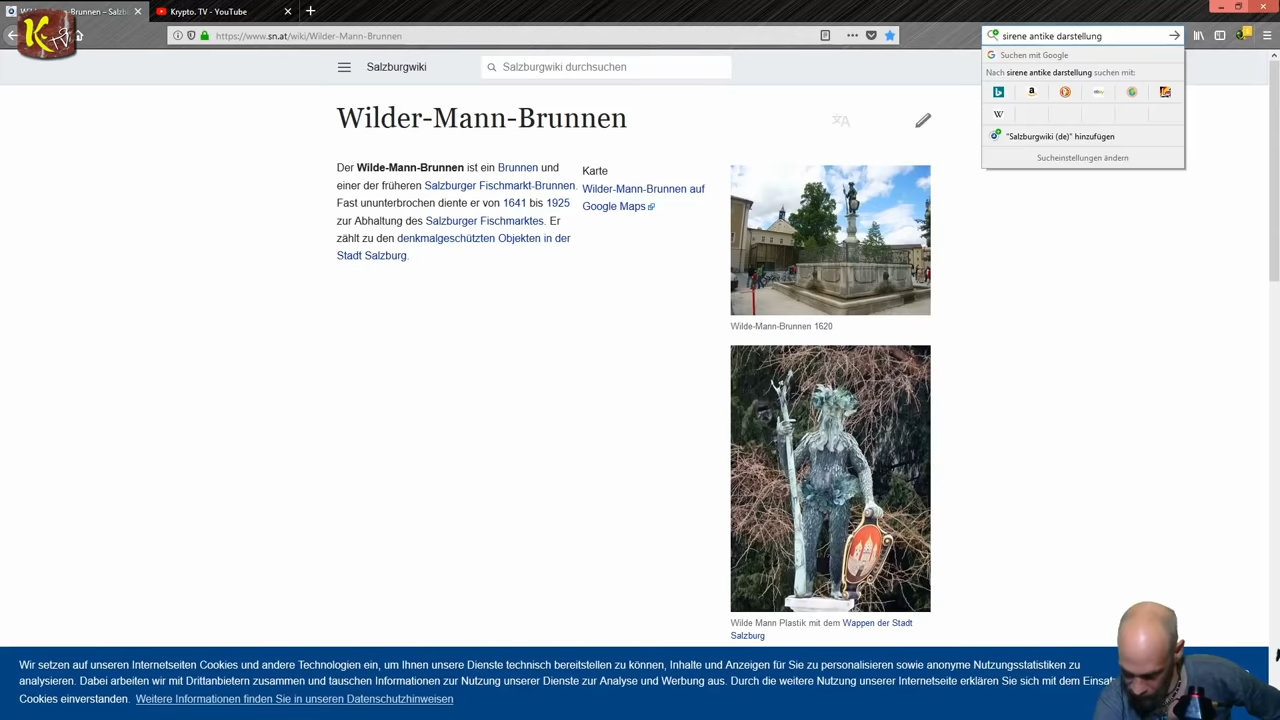 Wilder-Mann-Brunnen – Salzb
Krypto. TV - YouTube
K
TV
https://www.sn.at/wiki/Wilder-Mann-Brunnen
sirene antike darstellung
Suchen mit Google
Nach sirene antike darstellung suchen mit:
"Salzburgwiki (de)" hinzufügen
Sucheinstellungen ändern
Salzburgwiki
Salzburgwiki durchsuchen
Wilder-Mann-Brunnen
Der Wilde-Mann-Brunnen ist ein Brunnen und
einer der früheren Salzburger Fischmarkt-Brunnen.
Fast ununterbrochen diente er von 1641 bis 1925
zur Abhaltung des Salzburger Fischmarktes. Er
zählt zu den denkmalgeschützten Objekten in der
Stadt Salzburg.
Karte
Wilder-Mann-Brunnen auf
Google Maps
Wilde-Mann-Brunnen 1620
Wilde Mann Plastik mit dem Wappen der Stadt
Salzburg
Wir setzen auf unseren Internetseiten Cookies und andere Technologien ein, um Ihnen unsere Dienste technisch bereitstellen zu können, Inhalte und Anzeigen für Sie zu personalisieren sowie anonyme Nutzungsstatistiken zu
analysieren. Dabei arbeiten wir mit Drittanbietern zusammen und tauschen Informationen zur Nutzung unserer Dienste zur Analyse und Werbung aus. Durch die weitere Nutzung unserer Internetseite erklären Sie sich mit dem Einsatz
Cookies einverstanden. Weitere Informationen finden Sie in unseren Datenschutzhinweisen